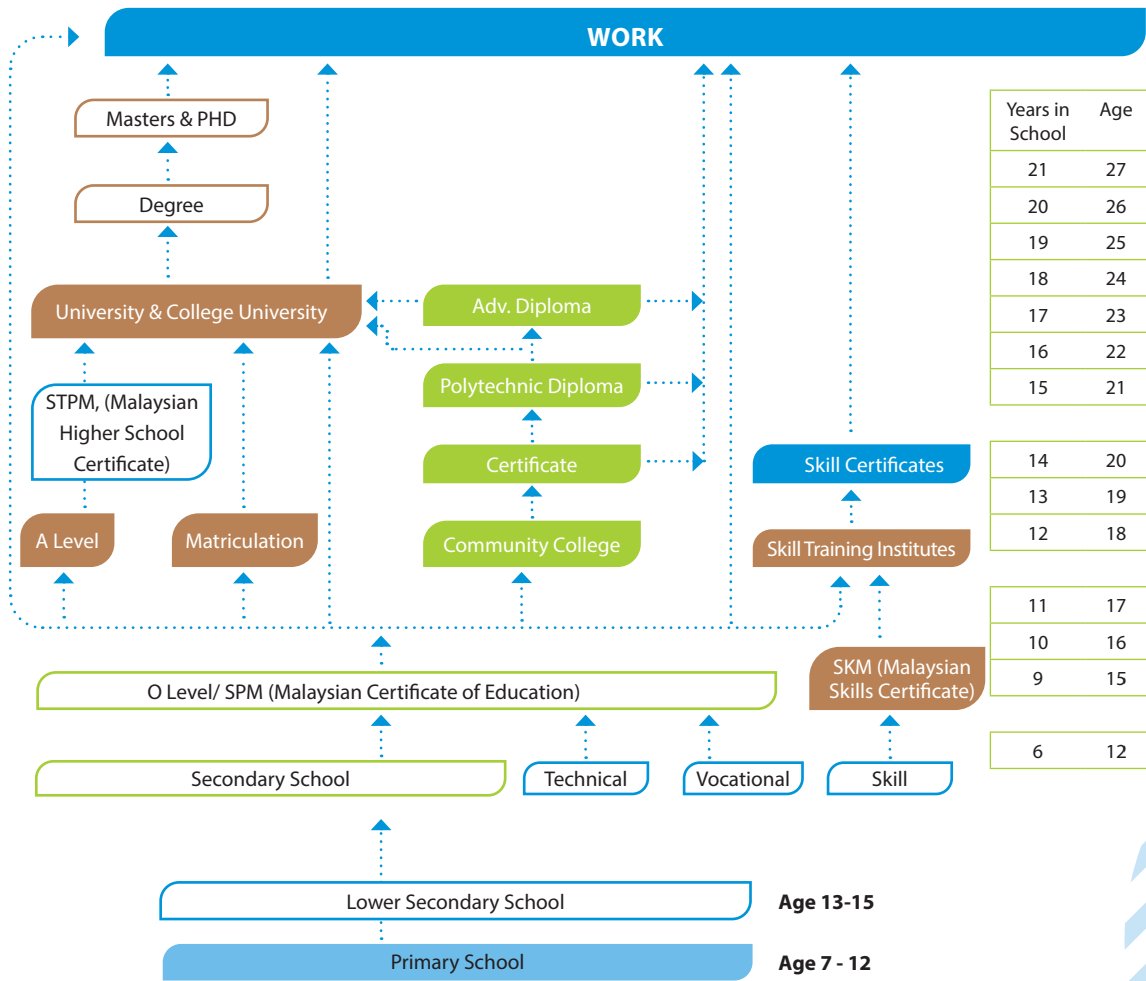 WORK
Masters & PHD
Degree
University & College University
Adv. Diploma
Polytechnic Diploma
STPM, (Malaysian
Higher School
Certificate)
Certificate
Skill Certificates
A Level
Matriculation
Community College
Skill Training Institutes
O Level/ SPM (Malaysian Certificate of Education)
SKM (Malaysian
Skills Certificate)
Secondary School
Technical
Vocational
Skill
Lower Secondary School
Age 13-15
Primary School
Age 7 - 12
Years in Age
School
21 27
20 26
19 25
18 24
17 23
16 22
15 21
14 20
13 19
12 18
11 17
10 16
9 15
6 12